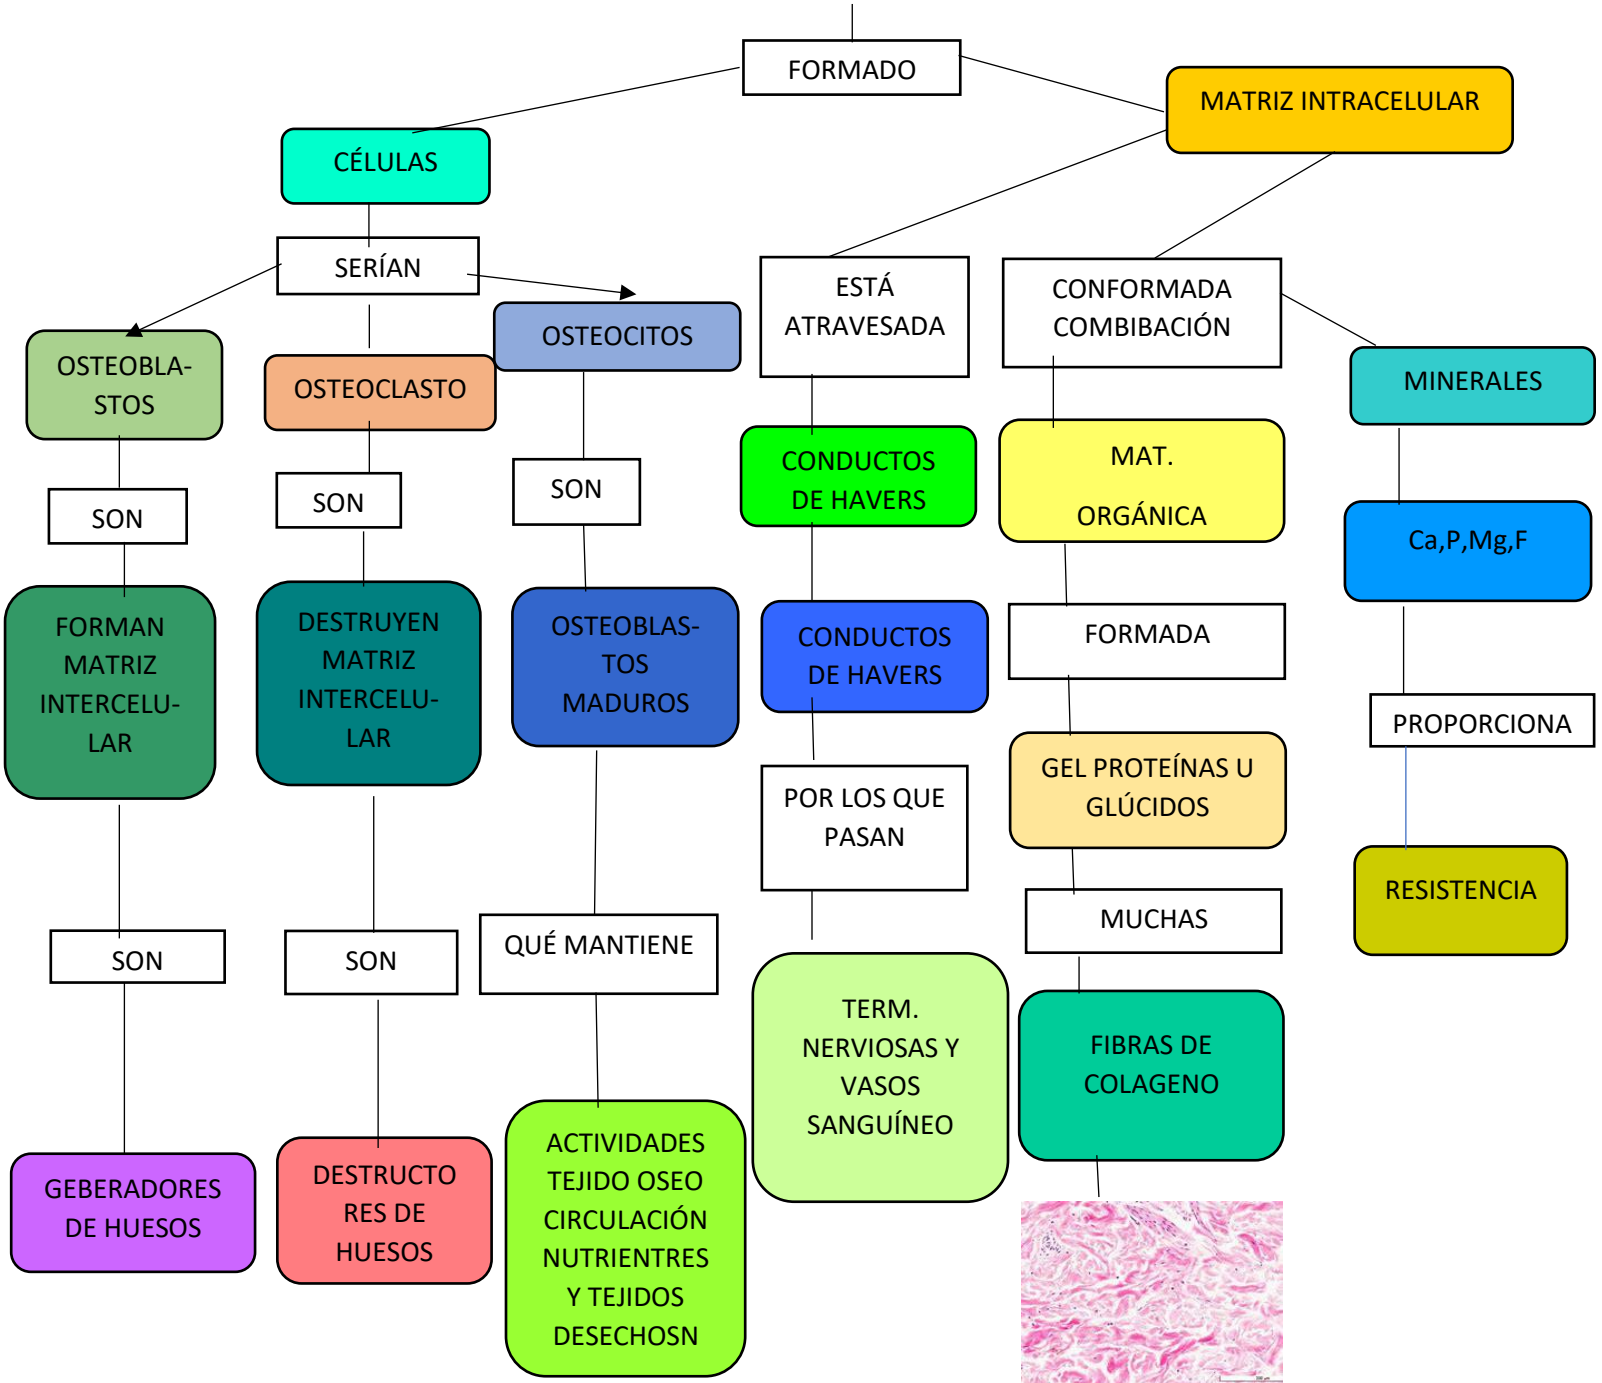 FORMADO
MATRIZ INTRACELULAR
CÉLULAS
SERÍAN
ESTÁ
ATRAVESADA
CONFORMADA
COMBIBACIÓN
OSTEOBLA-
STOS
OSTEOCLASTO
OSTEOCITOS
MINERALES
CONDUCTOS
DE HAVERS
MAT.
ORGÁNICA
SON
SON
SON
Ca,P,Mg,F
FORMAN
MATRIZ
INTERCELU-
LAR
DESTRUYEN
MATRIZ
INTERCELU-
LAR
OSTEOBLAS-
TOS
MADUROS
CONDUCTOS
DE HAVERS
FORMADA
PROPORCIONA
POR LOS QUE
PASAN
GEL PROTEÍNAS U
GLÚCIDOS
RESISTENCIA
SON
SON
QUÉ MANTIENE
MUCHAS
TERM.
NERVIOSAS Y
VASOS
SANGUÍNEO
FIBRAS DE
COLAGENO
GEBERADORES
DE HUESOS
DESTRUCTO
RES DE
HUESOS
ACTIVIDADES
TEJIDO OSEO
CIRCULACIÓN
NUTRIENTRES
Y TEJIDOS
DESECHOSN